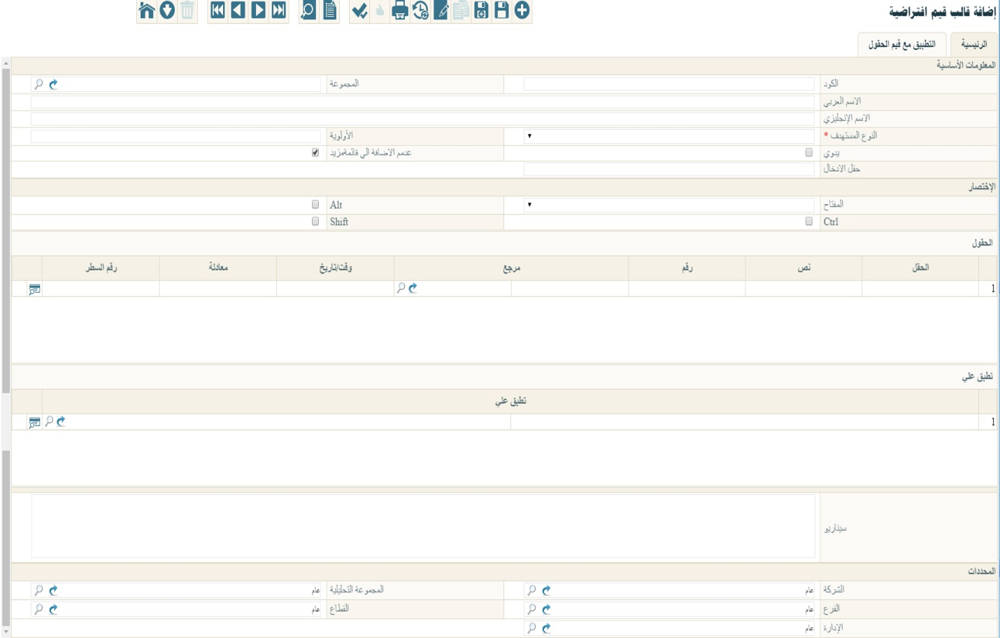 إضافة قالب قيم افتراضية
الرئيسية
التطبيق مع قيم الحقول
المعلومات الأساسية
الكود
المجموعة
الاسم العربي
الاسم الإنجليزي
النوع المستهدف *
الأولوية
يدوي
عدمم الاضافة الي قائمةمزيد
حقل الادخال
الإختصار
المفتاح
Alt
Ctrl
Shift
الحقول
الحقل نص رقم مرجع وقت/تاريخ معادلة رقم السطر
1
تطبق علي
تطبق علي
1
سيناريو
المحددات
الشركة عام
المجموعة التحليلية عام
الفرع عام
القطاع عام
الإدارة عام